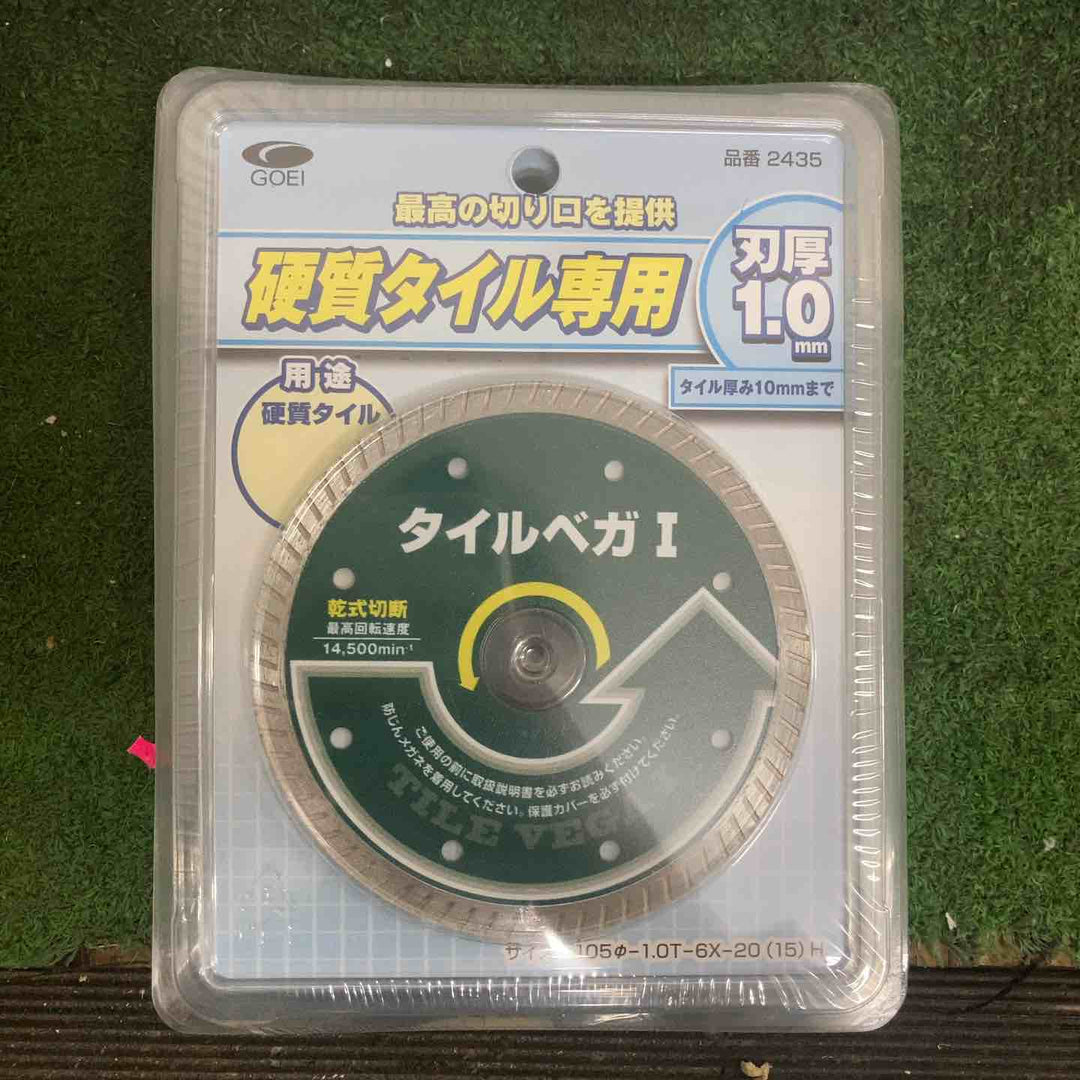 GOEI
品番 2435
最高の切り口を提供
硬質タイル専用
刃厚
1.0
mm
タイル厚み10mmまで
用途
硬質タイル
タイルベガ I
乾式切断
最高回転速度
14,500min⁻¹
ご使用の前に取扱説明書を必ずお読みください。
防じんメガネを着用してください。保護カバーを必ず付けてください。
TILE VEGA
サイズ 105φ-1.0T-6X-20 (15) H